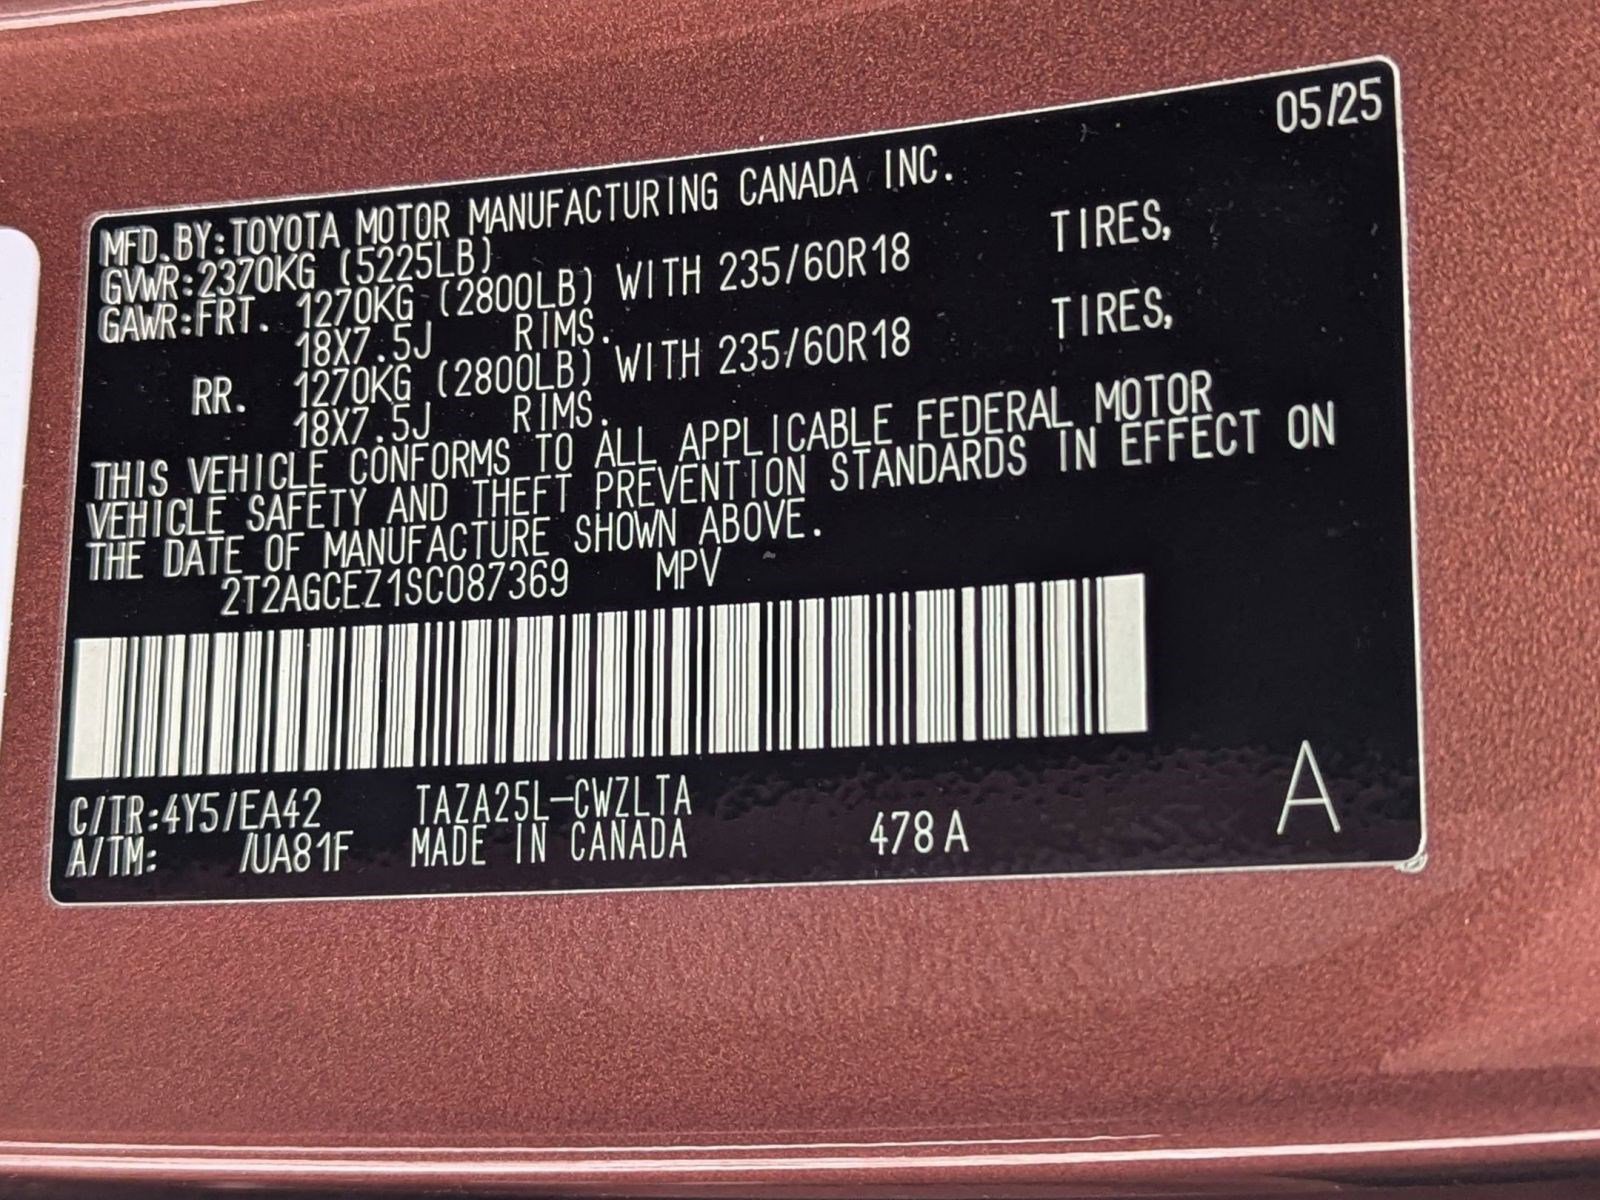 05/25
MFD.BY:TOYOTA MOTOR MANUFACTURING CANADA INC.
GVWR:2370KG (5225LB)
GAWR:FRT. 1270KG (2800LB) WITH 235/60R18 TIRES,
18X7.5J RIMS.
RR. 1270KG (2800LB) WITH 235/60R18 TIRES,
18X7.5J RIMS.
THIS VEHICLE CONFORMS TO ALL APPLICABLE FEDERAL MOTOR
VEHICLE SAFETY AND THEFT PREVENTION STANDARDS IN EFFECT ON
THE DATE OF MANUFACTURE SHOWN ABOVE.
2T2AGCEZ1SC087369 MPV
C/TR:4Y5/EA42 TAZA25L-CWZLTA
A/TM: /UA81F MADE IN CANADA 478A
A